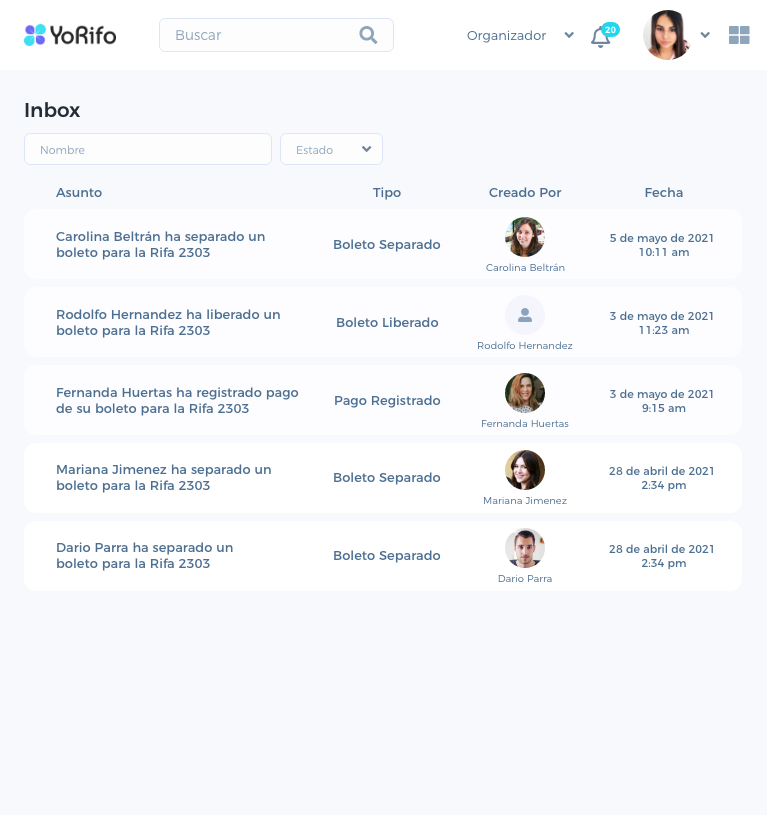 YoRifo
Buscar
Organizador
20
Inbox
Nombre
Estado
Asunto
Tipo
Creado Por
Fecha
Carolina Beltrán ha separado un
boleto para la Rifa 2303
Boleto Separado
Carolina Beltrán
5 de mayo de 2021
10:11 am
Rodolfo Hernandez ha liberado un
boleto para la Rifa 2303
Boleto Liberado
Rodolfo Hernandez
3 de mayo de 2021
11:23 am
Fernanda Huertas ha registrado pago
de su boleto para la Rifa 2303
Pago Registrado
Fernanda Huertas
3 de mayo de 2021
9:15 am
Mariana Jimenez ha separado un
boleto para la Rifa 2303
Boleto Separado
Mariana Jimenez
28 de abril de 2021
2:34 pm
Dario Parra ha separado un
boleto para la Rifa 2303
Boleto Separado
Dario Parra
28 de abril de 2021
2:34 pm